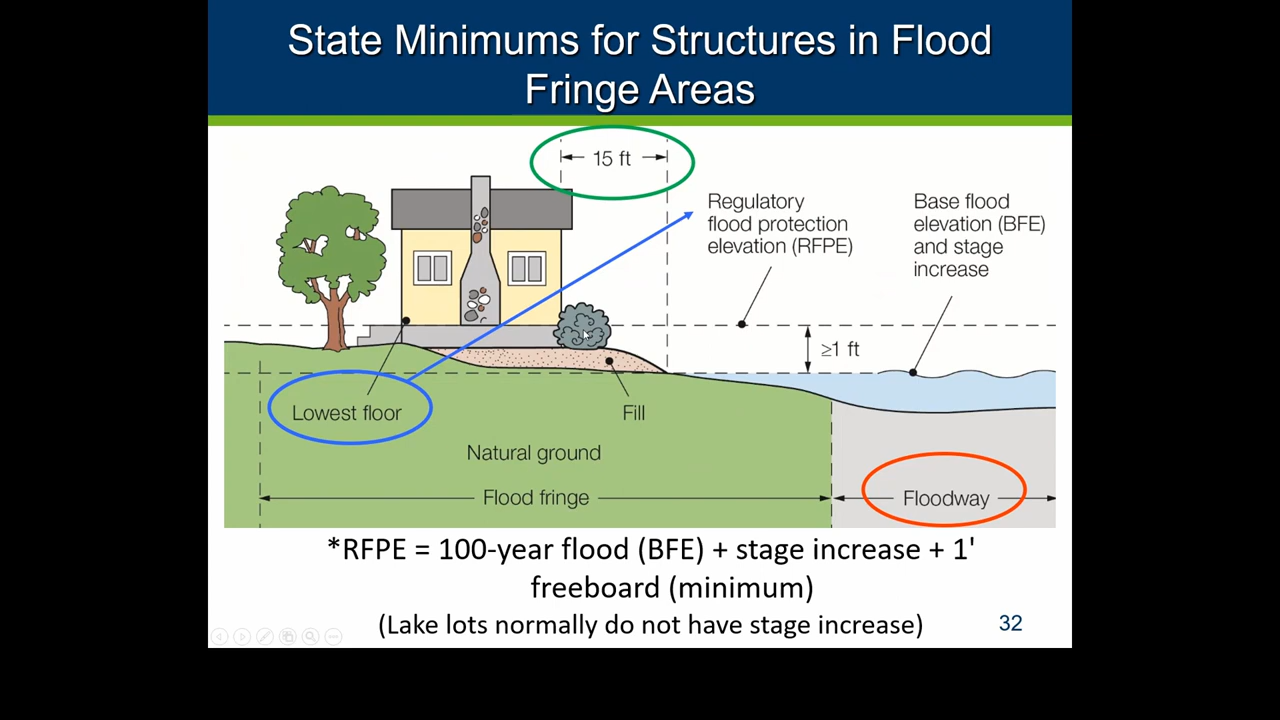 State Minimums for Structures in Flood
Fringe Areas
15 ft
Regulatory
flood protection
elevation (RFPE)
Base flood
elevation (BFE)
and stage
increase
≥1 ft
Lowest floor
Fill
Natural ground
Flood fringe
Floodway
*RFPE = 100-year flood (BFE) + stage increase + 1'
freeboard (minimum)
(Lake lots normally do not have stage increase)
32